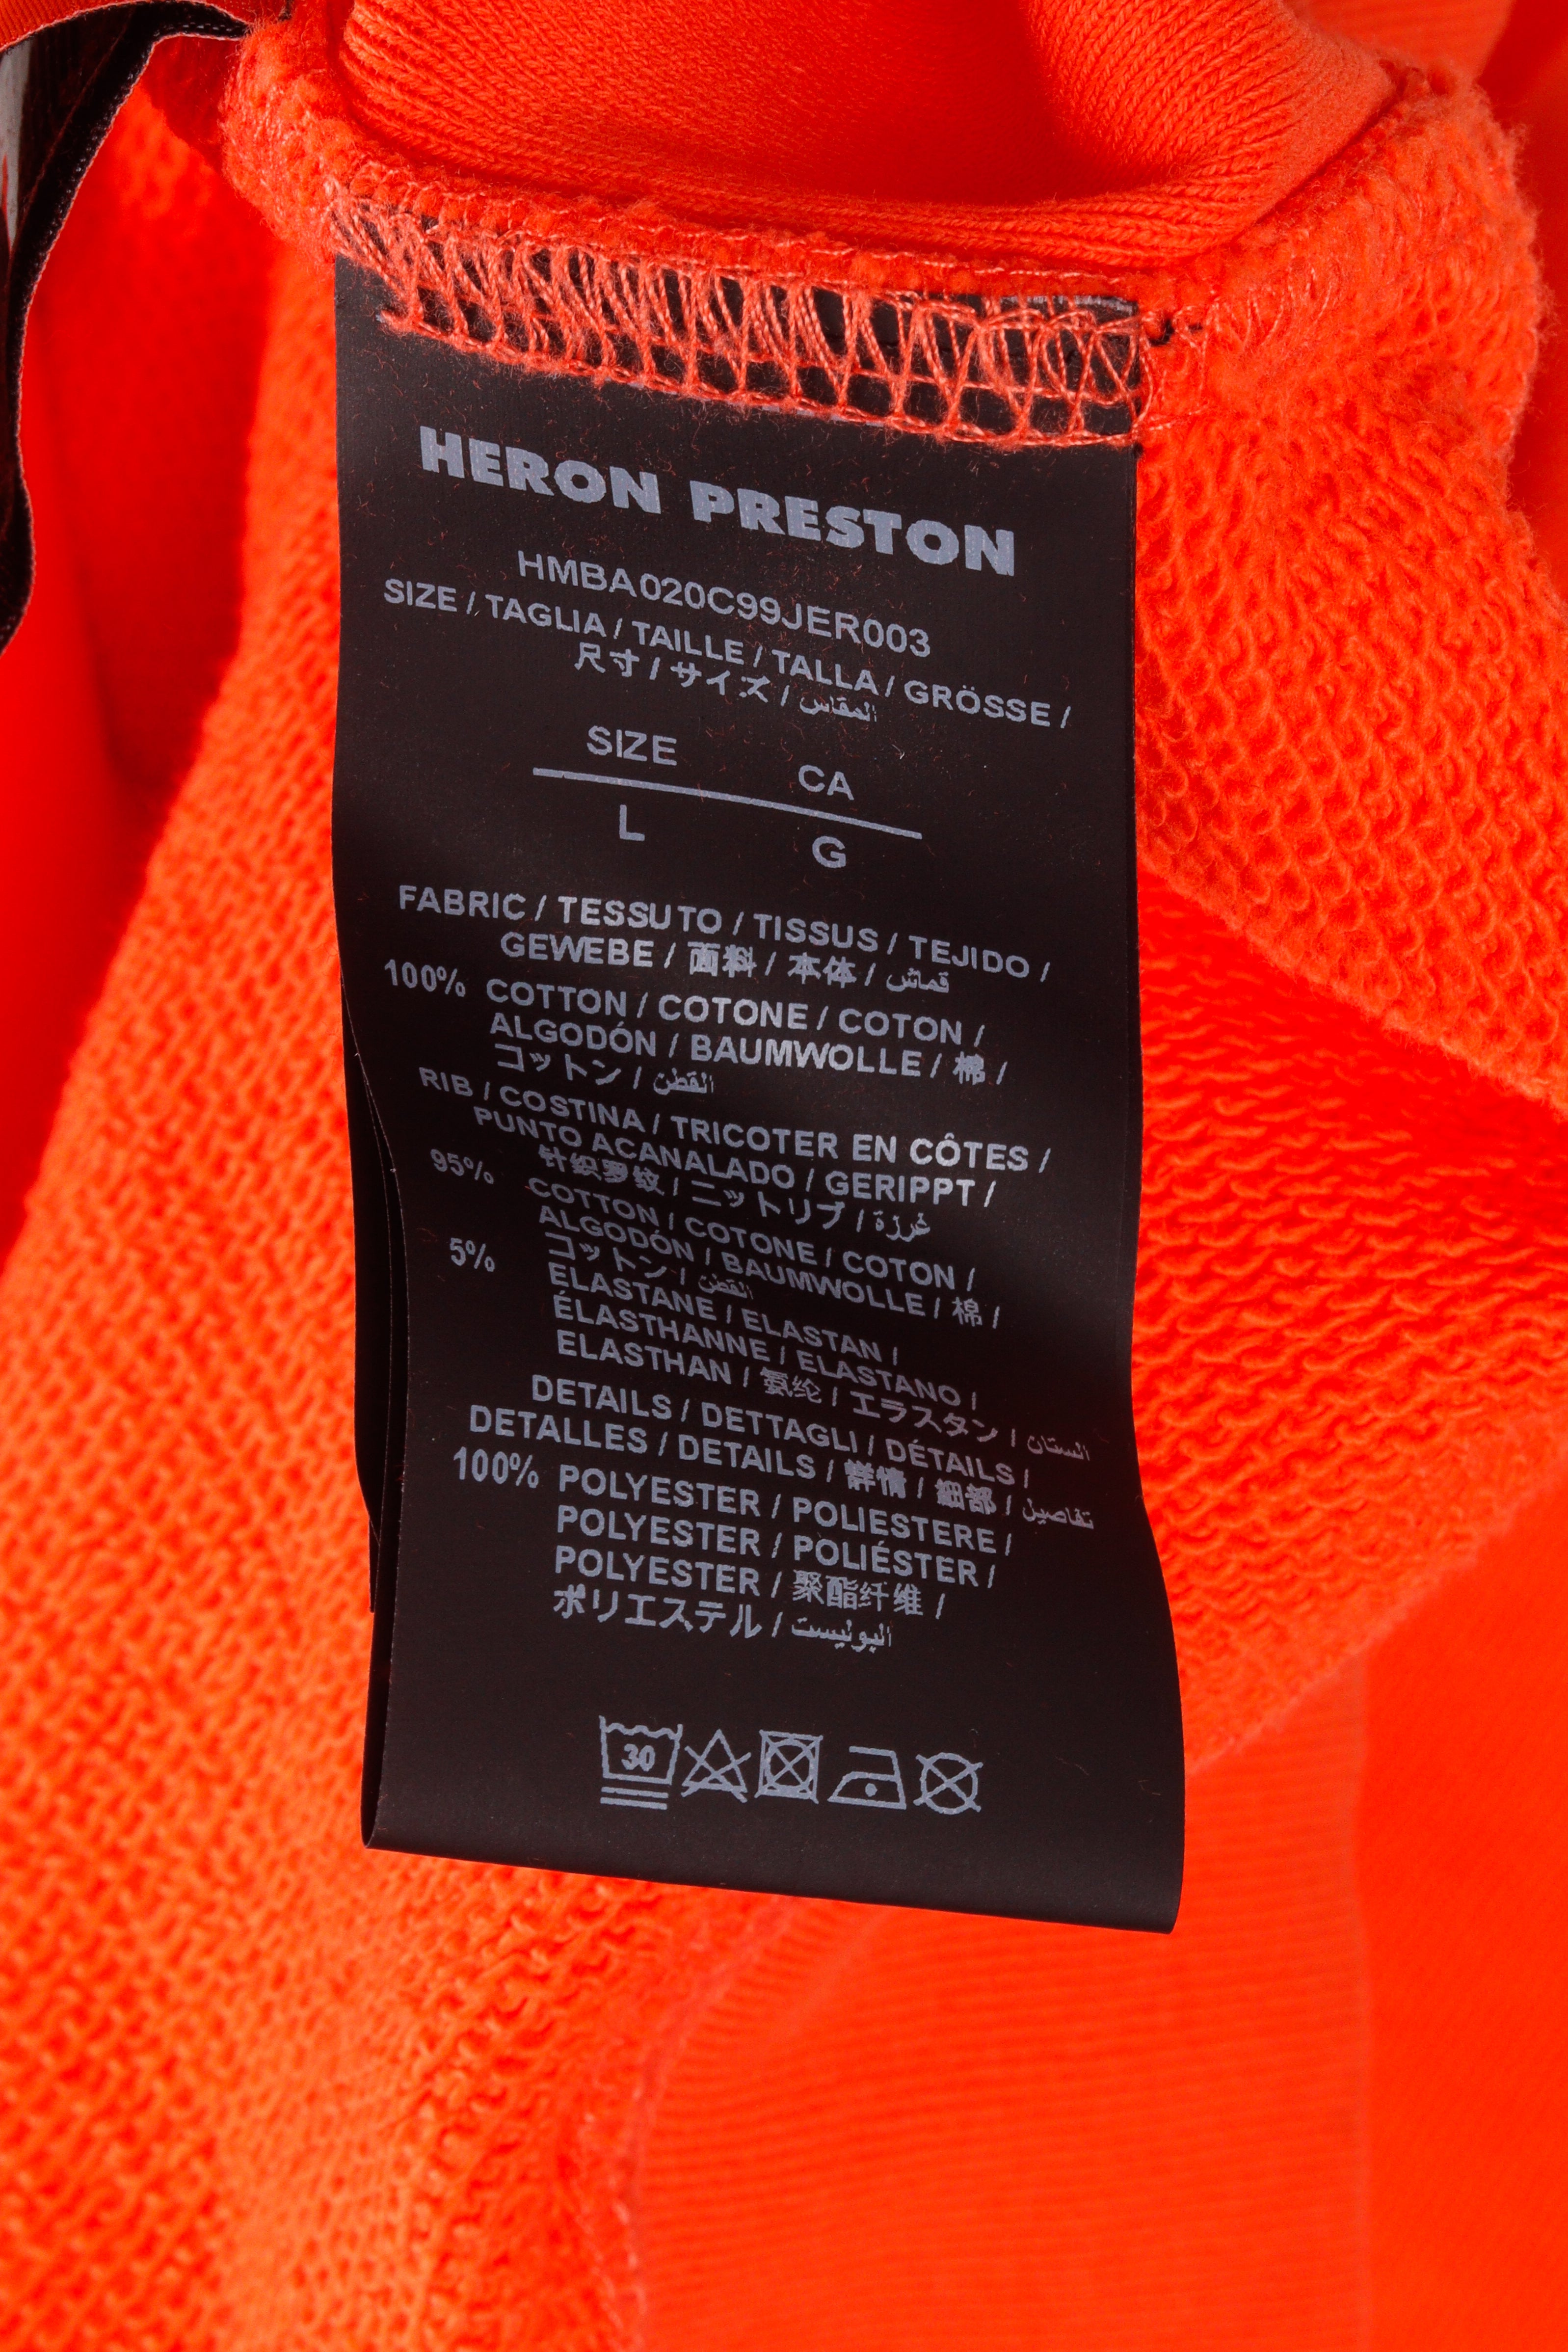 HERON PRESTON
HMBA020C99JER003
SIZE / TAGLIA / TAILLE / TALLA / GRÖSSE /
尺寸 / サイズ / المقاس
SIZE CA
L G
FABRIC / TESSUTO / TISSUS / TEJIDO /
GEWEBE / 面料 / 本体 / قماش
100% COTTON / COTONE / COTON /
ALGODÓN / BAUMWOLLE / 棉 /
コットン / القطن
RIB / COSTINA / TRICOTER EN CÔTES /
PUNTO ACANALADO / GERIPPT /
针织罗纹 / ニットリブ / غرزة
95% COTTON / COTONE / COTON /
ALGODÓN / BAUMWOLLE / 棉 /
コットン / القطن
5% ELASTANE / ELASTAN /
ÉLASTHANNE / ELASTANO /
ELASTHAN / 氨纶 / エラスタン / الستان
DETAILS / DETTAGLI / DÉTAILS /
DETALLES / DETAILS / 詳情 / 細部 / تفاصيل
100% POLYESTER / POLIESTERE /
POLYESTER / POLIÉSTER /
POLYESTER / 聚酯纤维 /
ポリエステル / البوليست
30